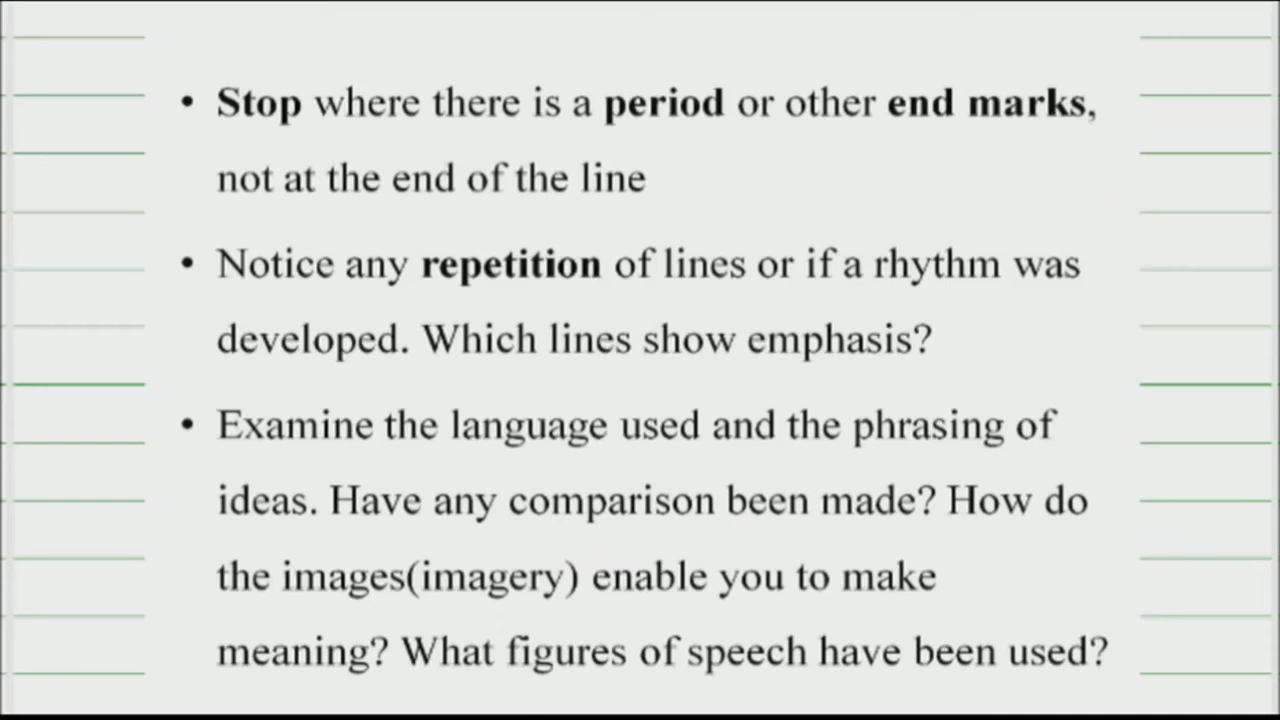 • Stop where there is a period or other end marks,
not at the end of the line
• Notice any repetition of lines or if a rhythm was
developed. Which lines show emphasis?
• Examine the language used and the phrasing of
ideas. Have any comparison been made? How do
the images(imagery) enable you to make
meaning? What figures of speech have been used?